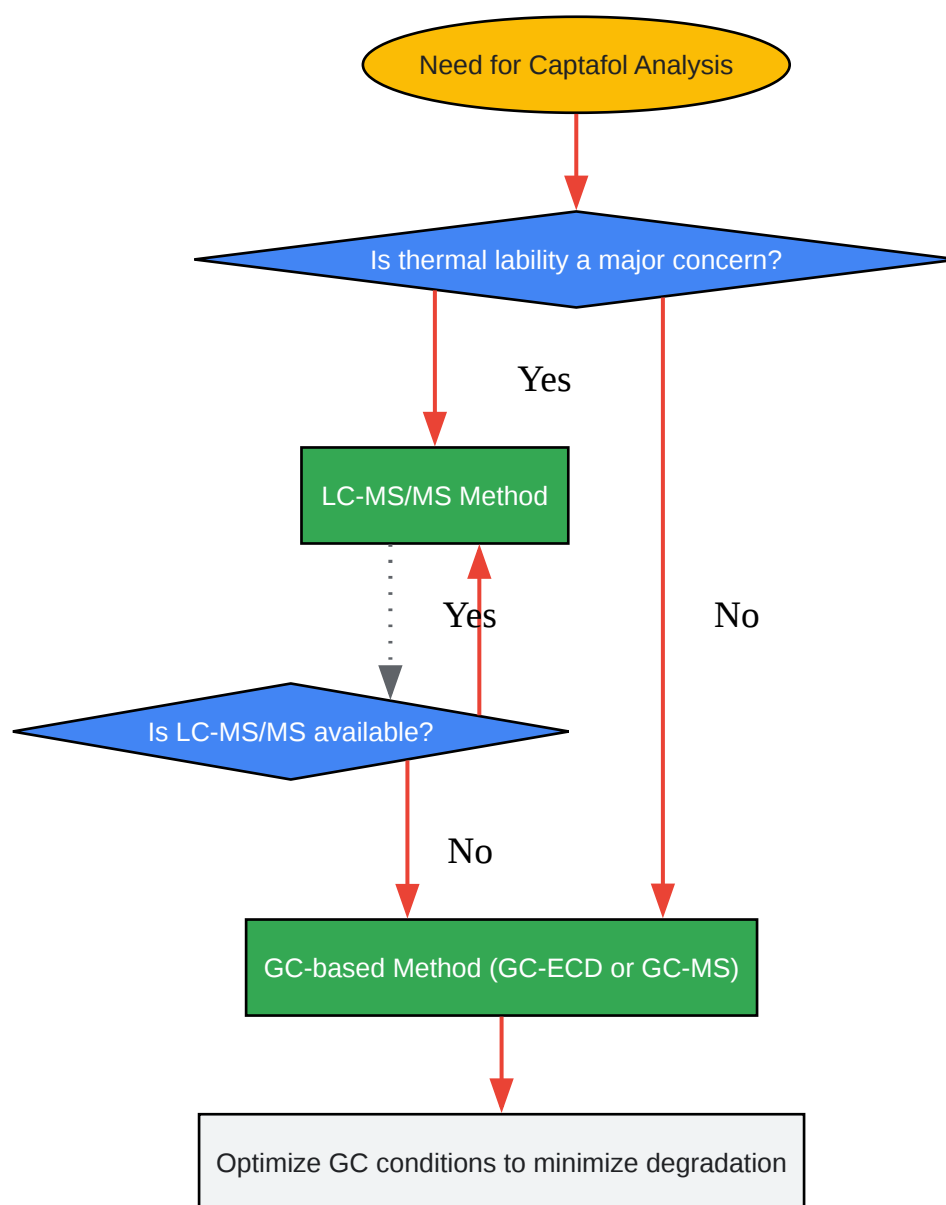 Need for Captafol Analysis
Is thermal lability a major concern?
Yes
LC-MS/MS Method
Yes
No
Is LC-MS/MS available?
No
GC-based Method (GC-ECD or GC-MS)
Optimize GC conditions to minimize degradation